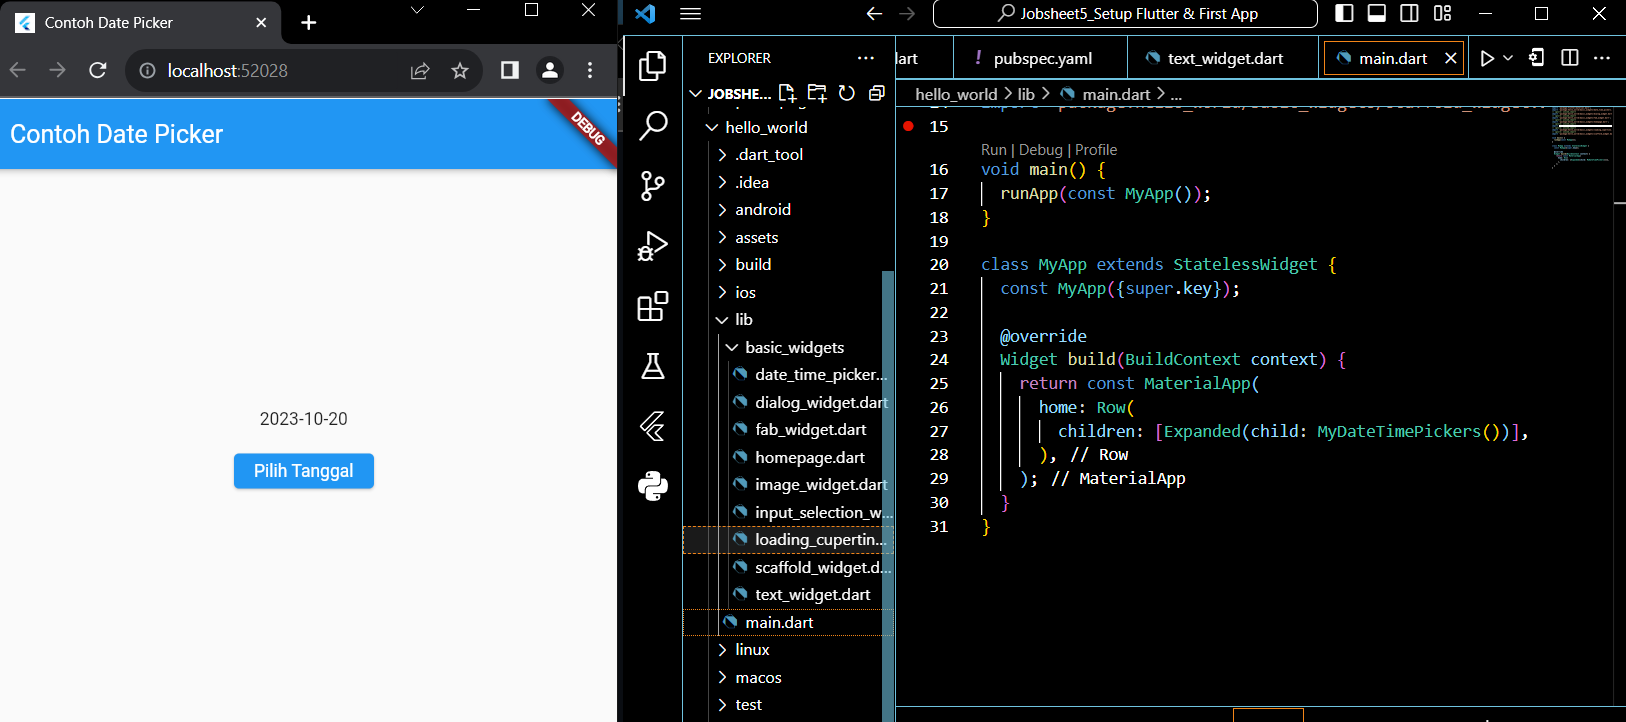 Contoh Date Picker
localhost:52028
Contoh Date Picker
DEBUG
2023-10-20
Pilih Tanggal
Jobsheet5_Setup Flutter & First App
EXPLORER
JOBSHE...
hello_world
.dart_tool
.idea
android
assets
build
ios
lib
basic_widgets
date_time_picker...
dialog_widget.dart
fab_widget.dart
homepage.dart
image_widget.dart
input_selection_w...
loading_cupertin...
scaffold_widget.d...
text_widget.dart
main.dart
linux
macos
test
lart
! pubspec.yaml
text_widget.dart
main.dart
hello_world > lib > main.dart > ...
15
Run | Debug | Profile
16 void main() {
17 runApp(const MyApp());
18 }
19
20 class MyApp extends StatelessWidget {
21 const MyApp({super.key});
22
23 @override
24 Widget build(BuildContext context) {
25 return const MaterialApp(
26 home: Row(
27 children: [Expanded(child: MyDateTimePickers())],
28 ), // Row
29 ); // MaterialApp
30 }
31 }